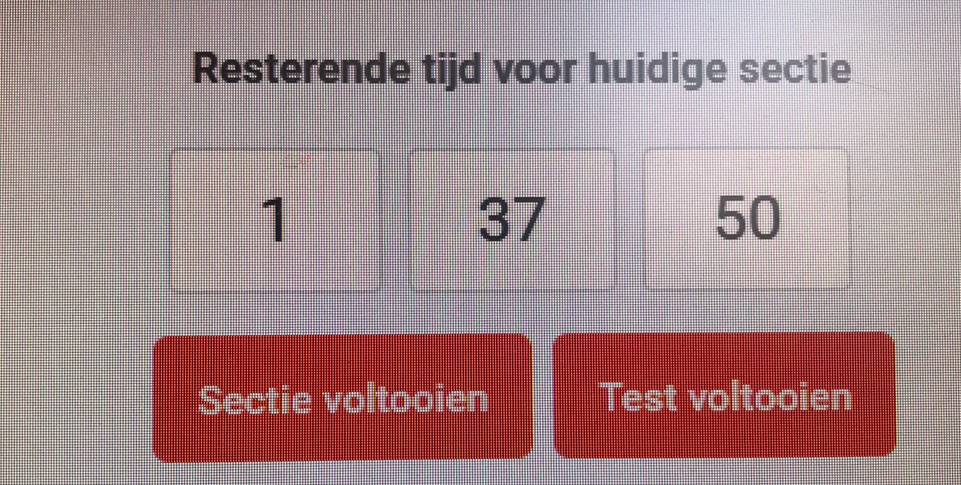 Resterende tijd voor huidige sectie
1 37 50
Sectie voltooien Test voltooien